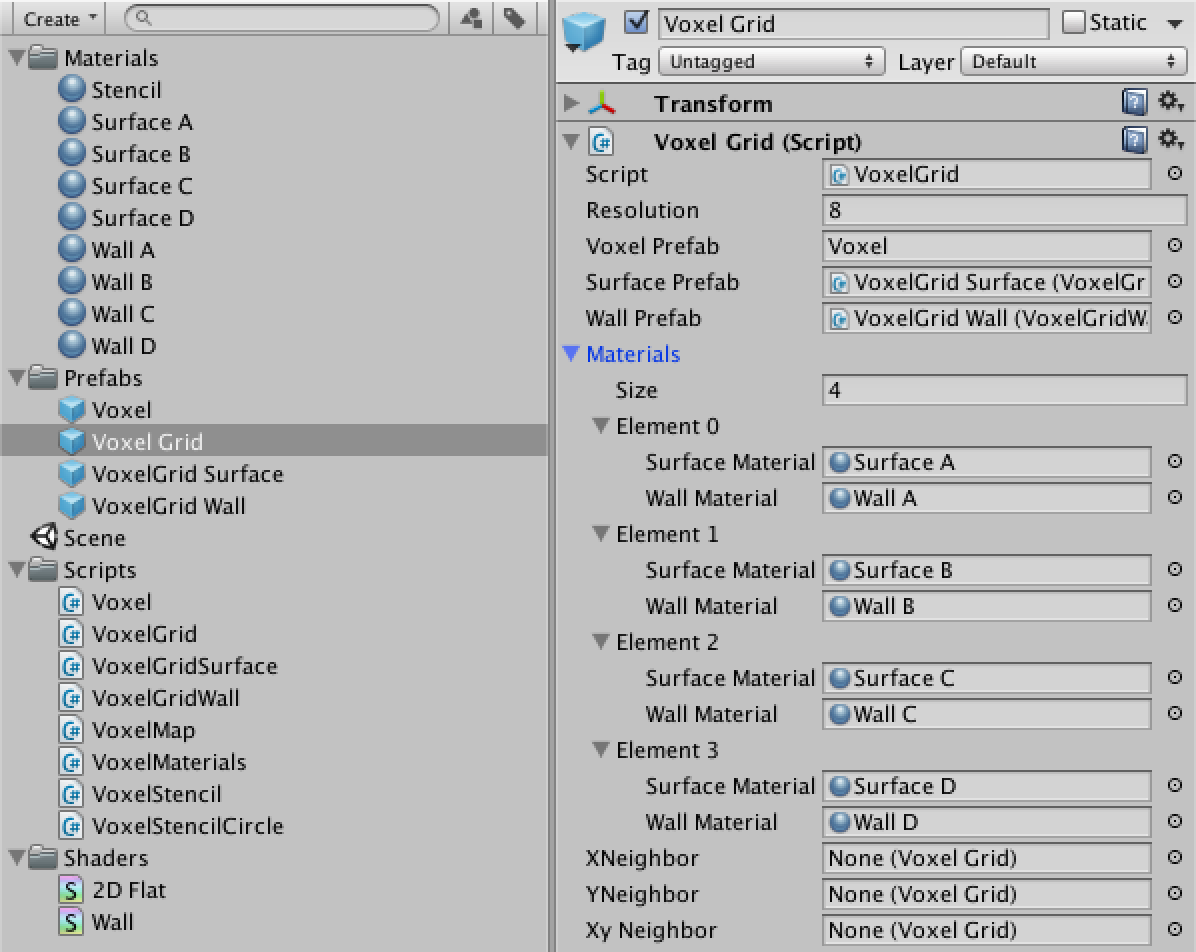 Create
Materials
Stencil
Surface A
Surface B
Surface C
Surface D
Wall A
Wall B
Wall C
Wall D
Prefabs
Voxel
Voxel Grid
VoxelGrid Surface
VoxelGrid Wall
Scene
Scripts
C# Voxel
C# VoxelGrid
C# VoxelGridSurface
C# VoxelGridWall
C# VoxelMap
C# VoxelMaterials
C# VoxelStencil
C# VoxelStencilCircle
Shaders
S 2D Flat
S Wall
Voxel Grid Static
Tag Untagged Layer Default
Transform ?
C# Voxel Grid (Script) ?
Script VoxelGrid
Resolution 8
Voxel Prefab Voxel
Surface Prefab VoxelGrid Surface (VoxelGr
Wall Prefab VoxelGrid Wall (VoxelGridW
Materials
Size 4
Element 0
Surface Material Surface A
Wall Material Wall A
Element 1
Surface Material Surface B
Wall Material Wall B
Element 2
Surface Material Surface C
Wall Material Wall C
Element 3
Surface Material Surface D
Wall Material Wall D
XNeighbor None (Voxel Grid)
YNeighbor None (Voxel Grid)
Xy Neighbor None (Voxel Grid)